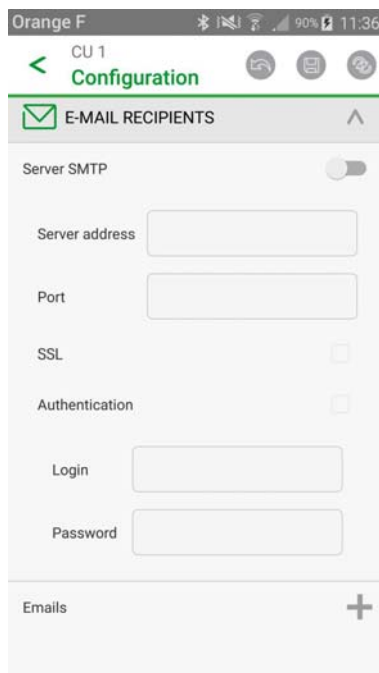 Orange F 90% 11:36
CU 1
Configuration
E-MAIL RECIPIENTS
Server SMTP
Server address
Port
SSL
Authentication
Login
Password
Emails